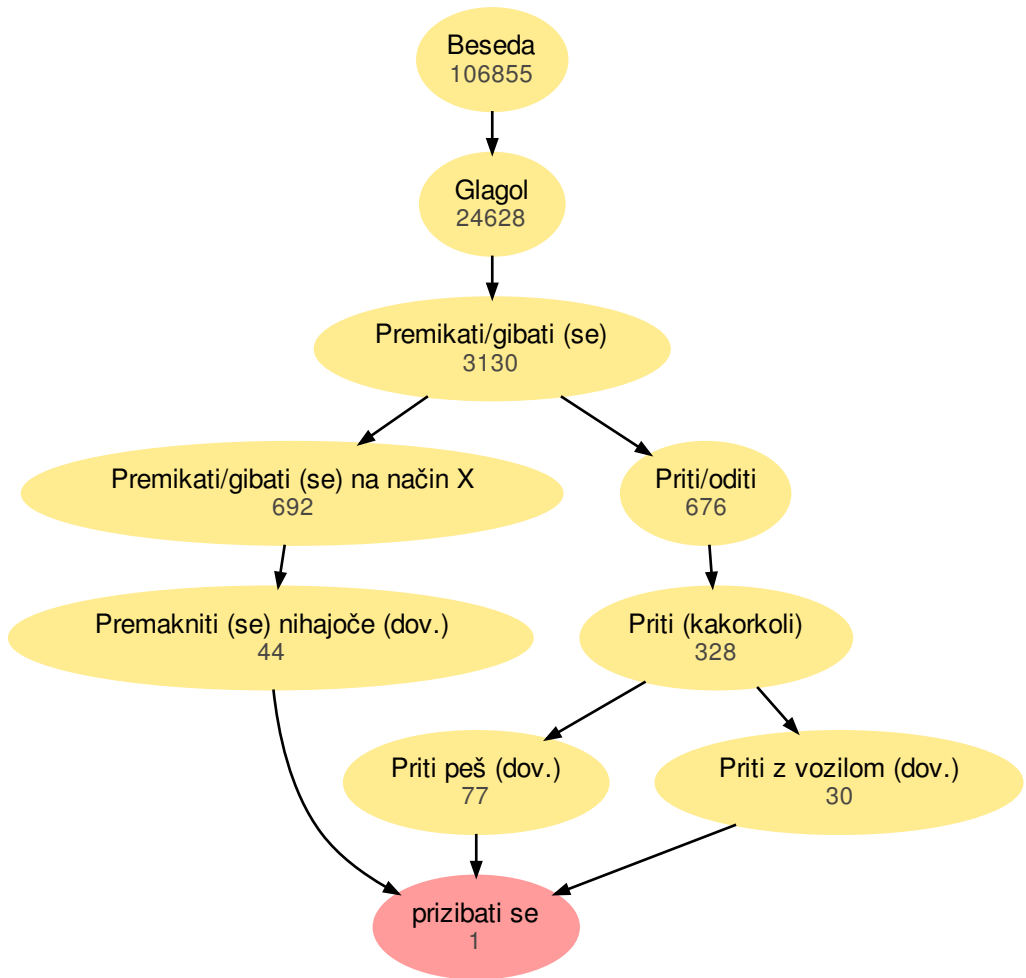 Beseda
106855
Glagol
24628
Premikati/gibati (se)
3130
Premikati/gibati (se) na način X
692
Priti/oditi
676
Premakniti (se) nihajoče (dov.)
44
Priti (kakorkoli)
328
Priti peš (dov.)
77
Priti z vozilom (dov.)
30
prizibati se
1